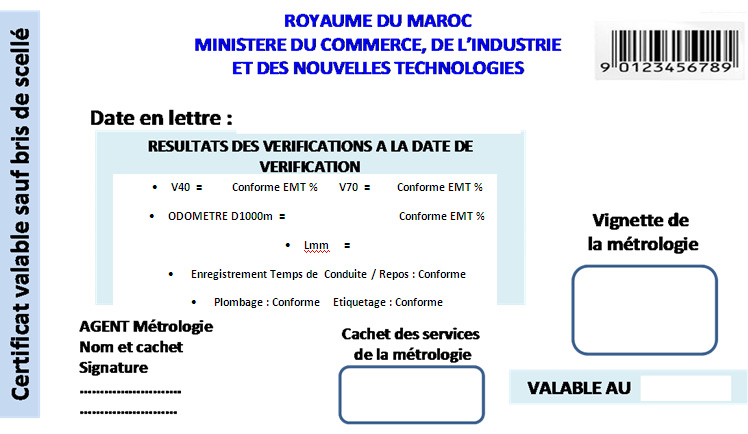 Certificat valable sauf bris de scellé
ROYAUME DU MAROC
MINISTERE DU COMMERCE, DE L’INDUSTRIE
ET DES NOUVELLES TECHNOLOGIES
9 0123456789
Date en lettre :
RESULTATS DES VERIFICATIONS A LA DATE DE
VERIFICATION
• V40 = Conforme EMT % V70 = Conforme EMT %
• ODOMETRE D1000m = Conforme EMT %
• Lmm =
• Enregistrement Temps de Conduite / Repos : Conforme
• Plombage : Conforme Etiquetage : Conforme
Vignette de
la métrologie
AGENT Métrologie
Nom et cachet
Signature
..........................
.........................
Cachet des services
de la métrologie
VALABLE AU